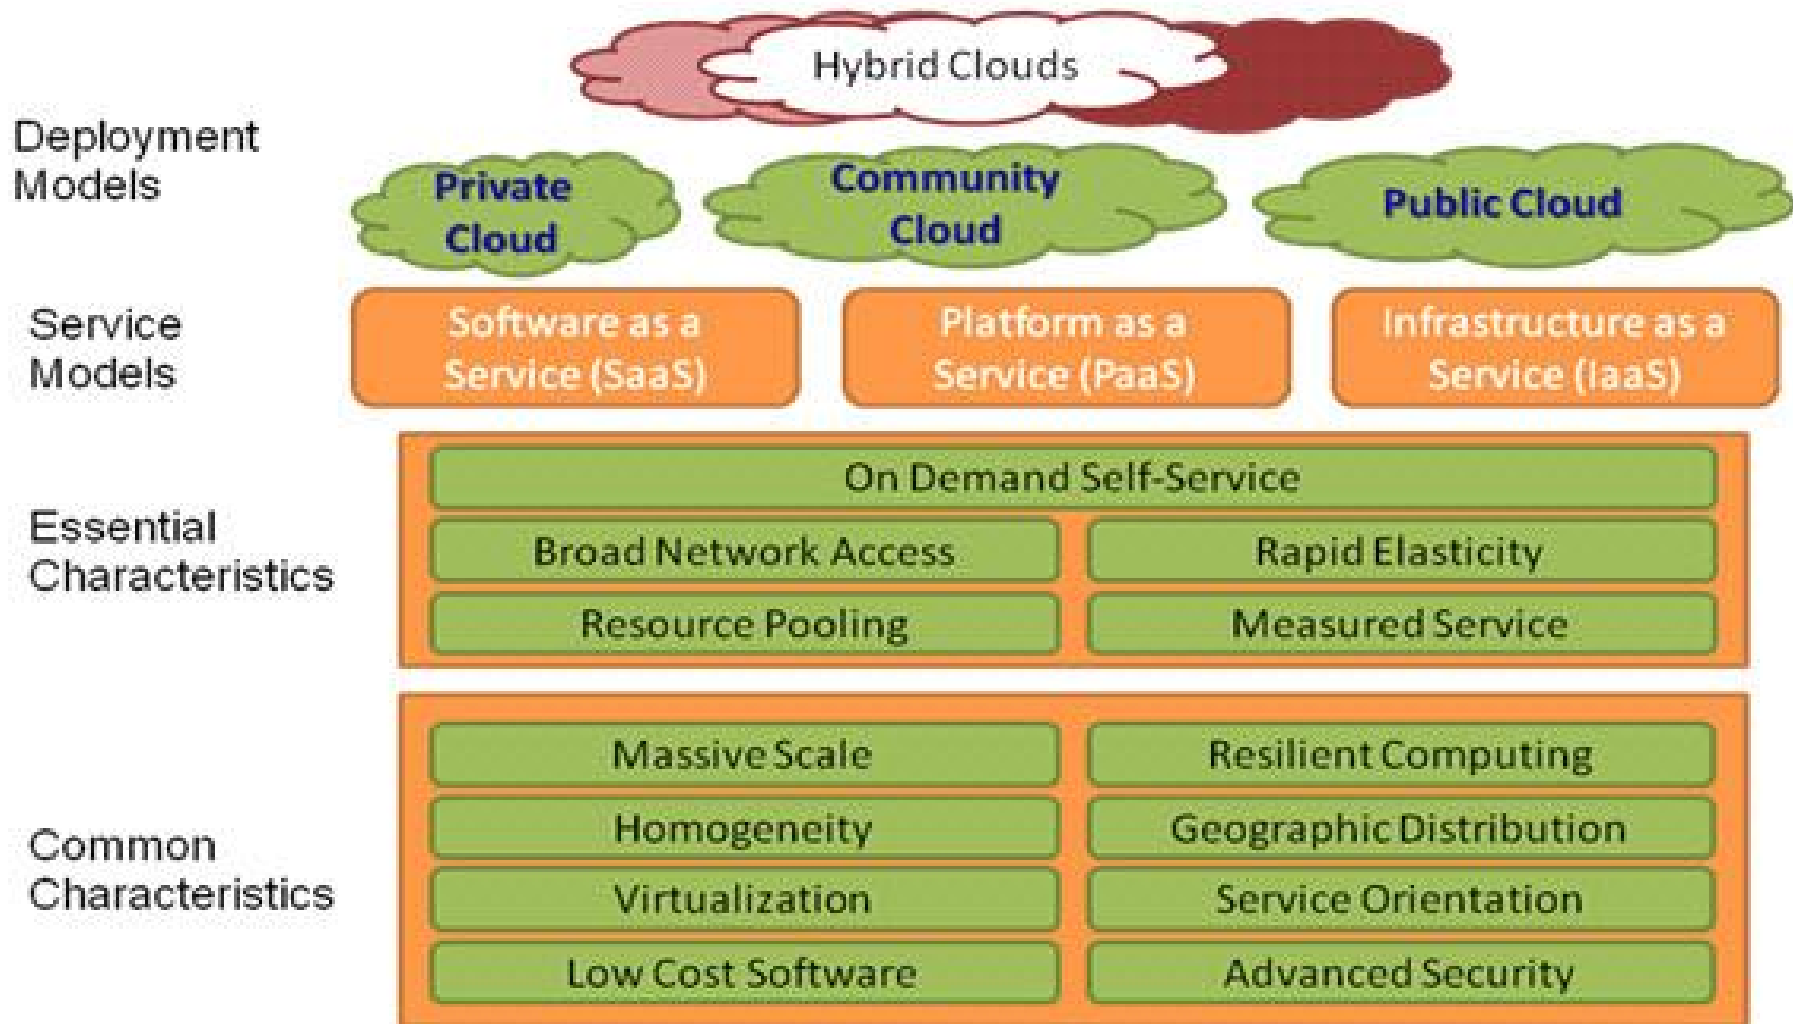 Hybrid Clouds
Deployment
Models
Private
Cloud
Community
Cloud
Public Cloud
Service
Models
Software as a
Service (SaaS)
Platform as a
Service (PaaS)
Infrastructure as a
Service (IaaS)
Essential
Characteristics
On Demand Self-Service
Broad Network Access
Rapid Elasticity
Resource Pooling
Measured Service
Common
Characteristics
Massive Scale
Resilient Computing
Homogeneity
Geographic Distribution
Virtualization
Service Orientation
Low Cost Software
Advanced Security